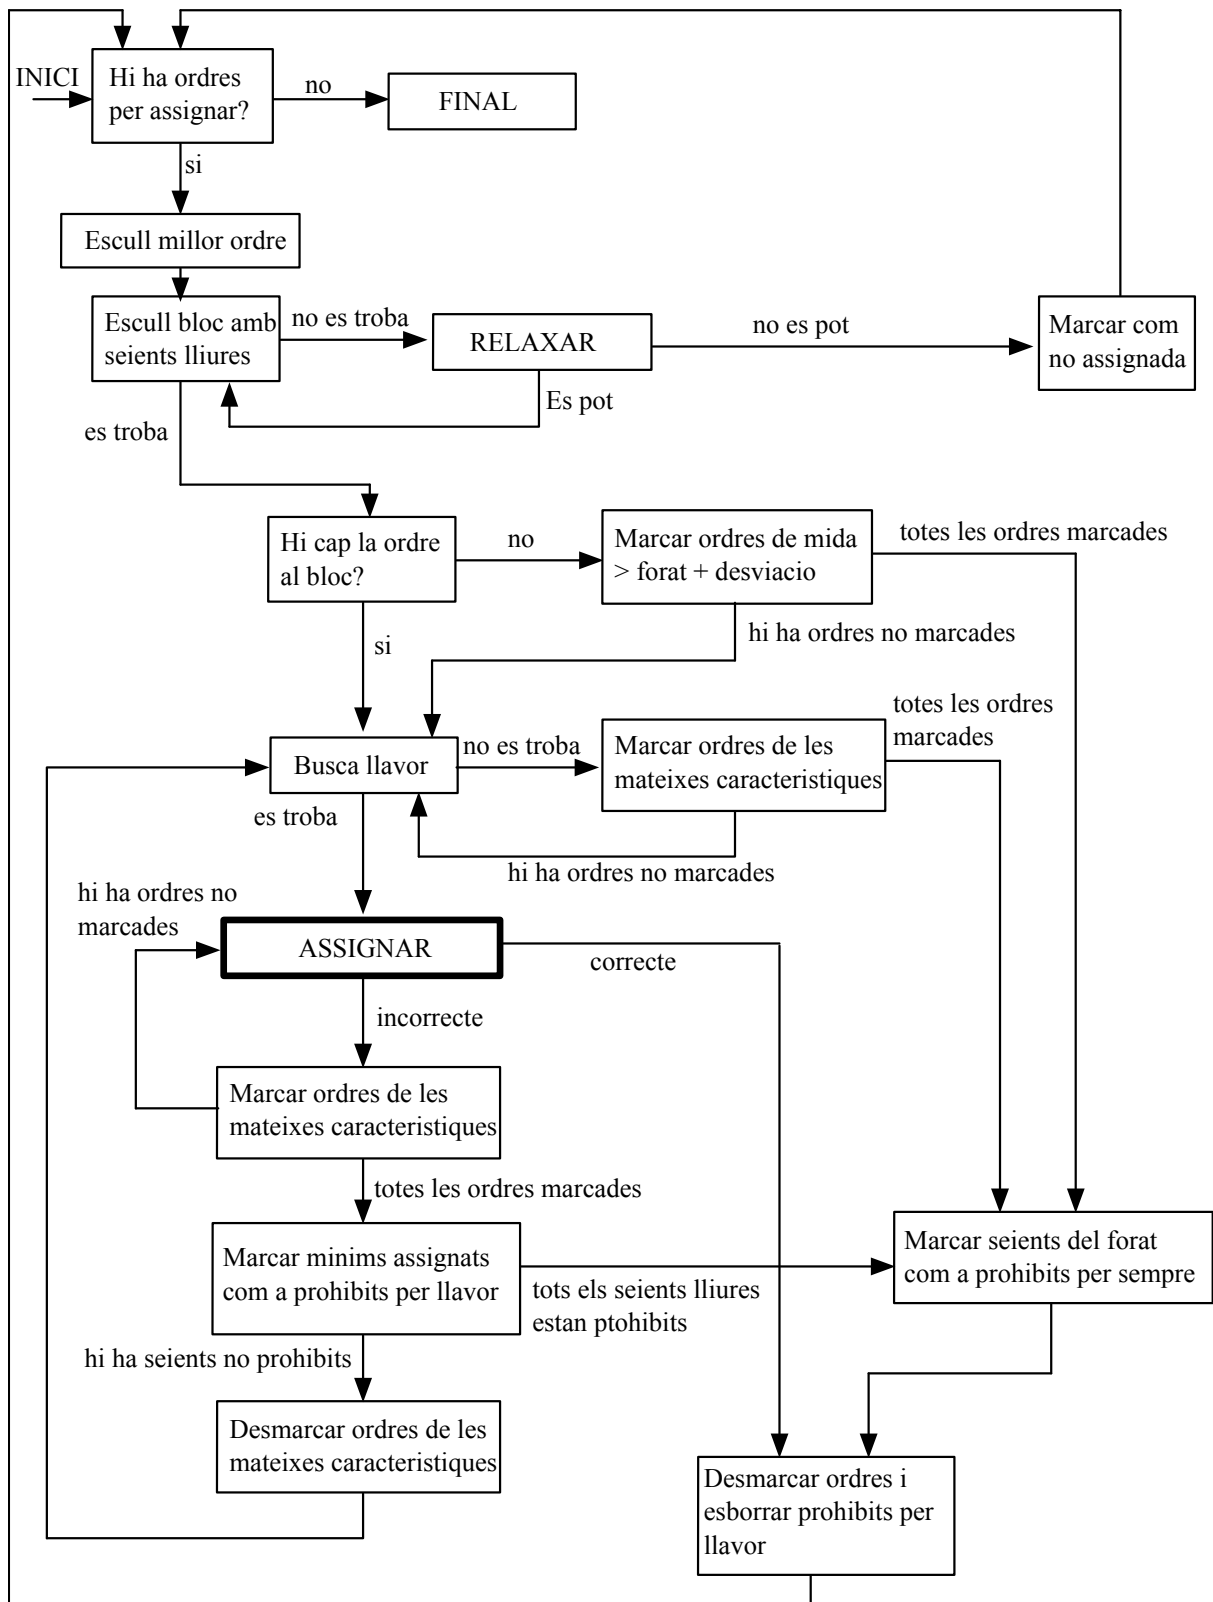 INICI
Hi ha ordres
per assignar?
no
FINAL
si
Escull millor ordre
Escull bloc amb
seients lliures
no es troba
RELAXAR
no es pot
Marcar com
no assignada
Es pot
es troba
Hi cap la ordre
al bloc?
no
Marcar ordres de mida
> forat + desviacio
totes les ordres marcades
si
hi ha ordres no marcades
Busca llavor
no es troba
Marcar ordres de les
mateixes caracteristiques
totes les ordres
marcades
es troba
hi ha ordres no marcades
hi ha ordres no
marcades
ASSIGNAR
correcte
incorrecte
Marcar ordres de les
mateixes caracteristiques
totes les ordres marcades
Marcar minims assignats
com a prohibits per llavor
tots els seients lliures
estan ptohibits
Marcar seients del forat
com a prohibits per sempre
hi ha seients no prohibits
Desmarcar ordres de les
mateixes caracteristiques
Desmarcar ordres i
esborrar prohibits per
llavor